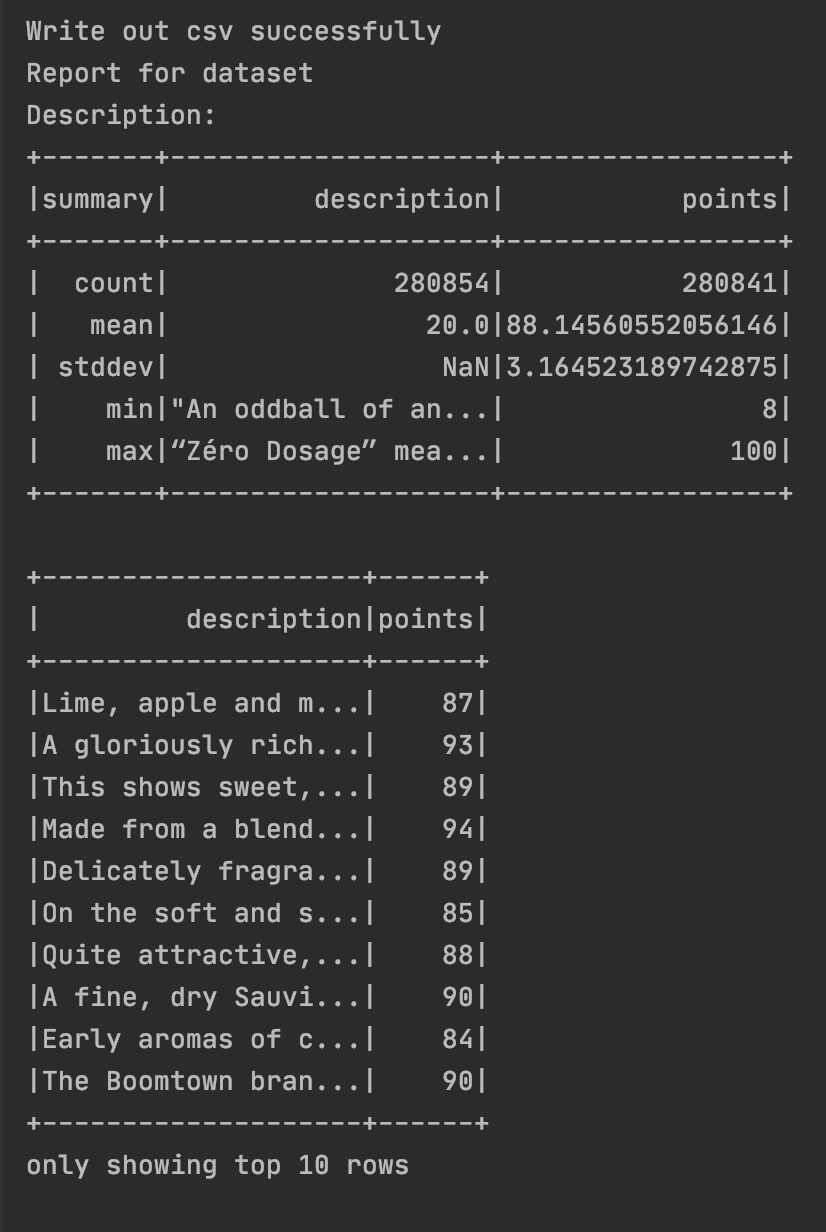 Write out csv successfully
Report for dataset
Description:
+-------+--------------------+-----------------+
|summary|         description|           points|
+-------+--------------------+-----------------+
|  count|              280854|           280841|
|   mean|                20.0|88.14560552056146|
| stddev|                 NaN|3.164523189742875|
|    min|"An oddball of an...|                8|
|    max|“Zéro Dosage” mea...|              100|
+-------+--------------------+-----------------+
+--------------------+------+
|         description|points|
+--------------------+------+
|Lime, apple and m...|    87|
|A gloriously rich...|    93|
|This shows sweet,...|    89|
|Made from a blend...|    94|
|Delicately fragra...|    89|
|On the soft and s...|    85|
|Quite attractive,...|    88|
|A fine, dry Sauvi...|    90|
|Early aromas of c...|    84|
|The Boomtown bran...|    90|
+--------------------+------+
only showing top 10 rows